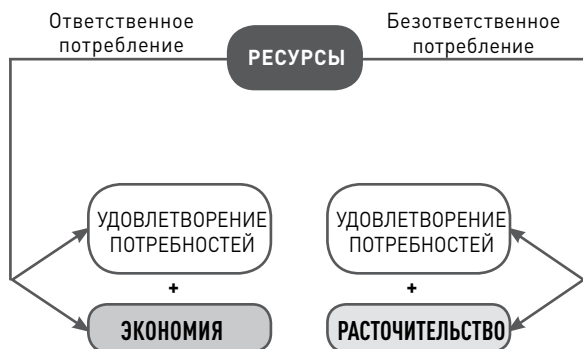 Ответственное
потребление
РЕСУРСЫ
Безответственное
потребление
УДОВЛЕТВОРЕНИЕ
ПОТРЕБНОСТЕЙ
+
ЭКОНОМИЯ
УДОВЛЕТВОРЕНИЕ
ПОТРЕБНОСТЕЙ
+
РАСТОЧИТЕЛЬСТВО